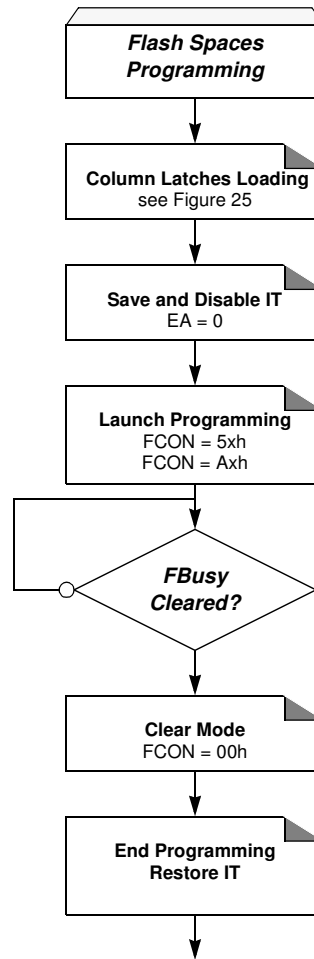 Flash Spaces
Programming
Column Latches Loading
see Figure 25
Save and Disable IT
EA = 0
Launch Programming
FCON = 5xh
FCON = Axh
FBusy
Cleared?
Clear Mode
FCON = 00h
End Programming
Restore IT